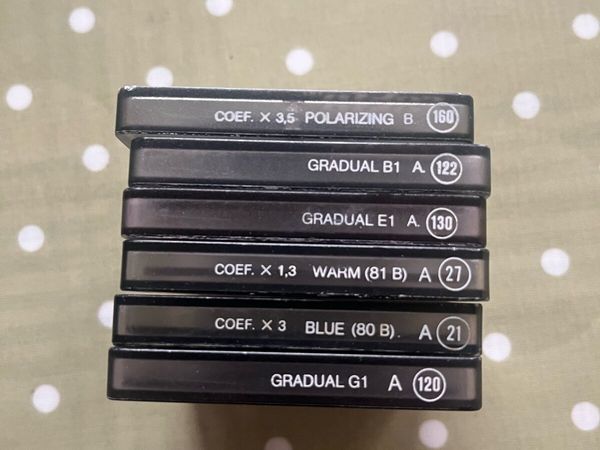 COEF. × 3,5 POLARIZING B 160
GRADUAL B1 A. 122
GRADUAL E1 A. 130
COEF. × 1,3 WARM (81 B) A 27
COEF. × 3 BLUE (80 B). A 21
GRADUAL G1 A 120